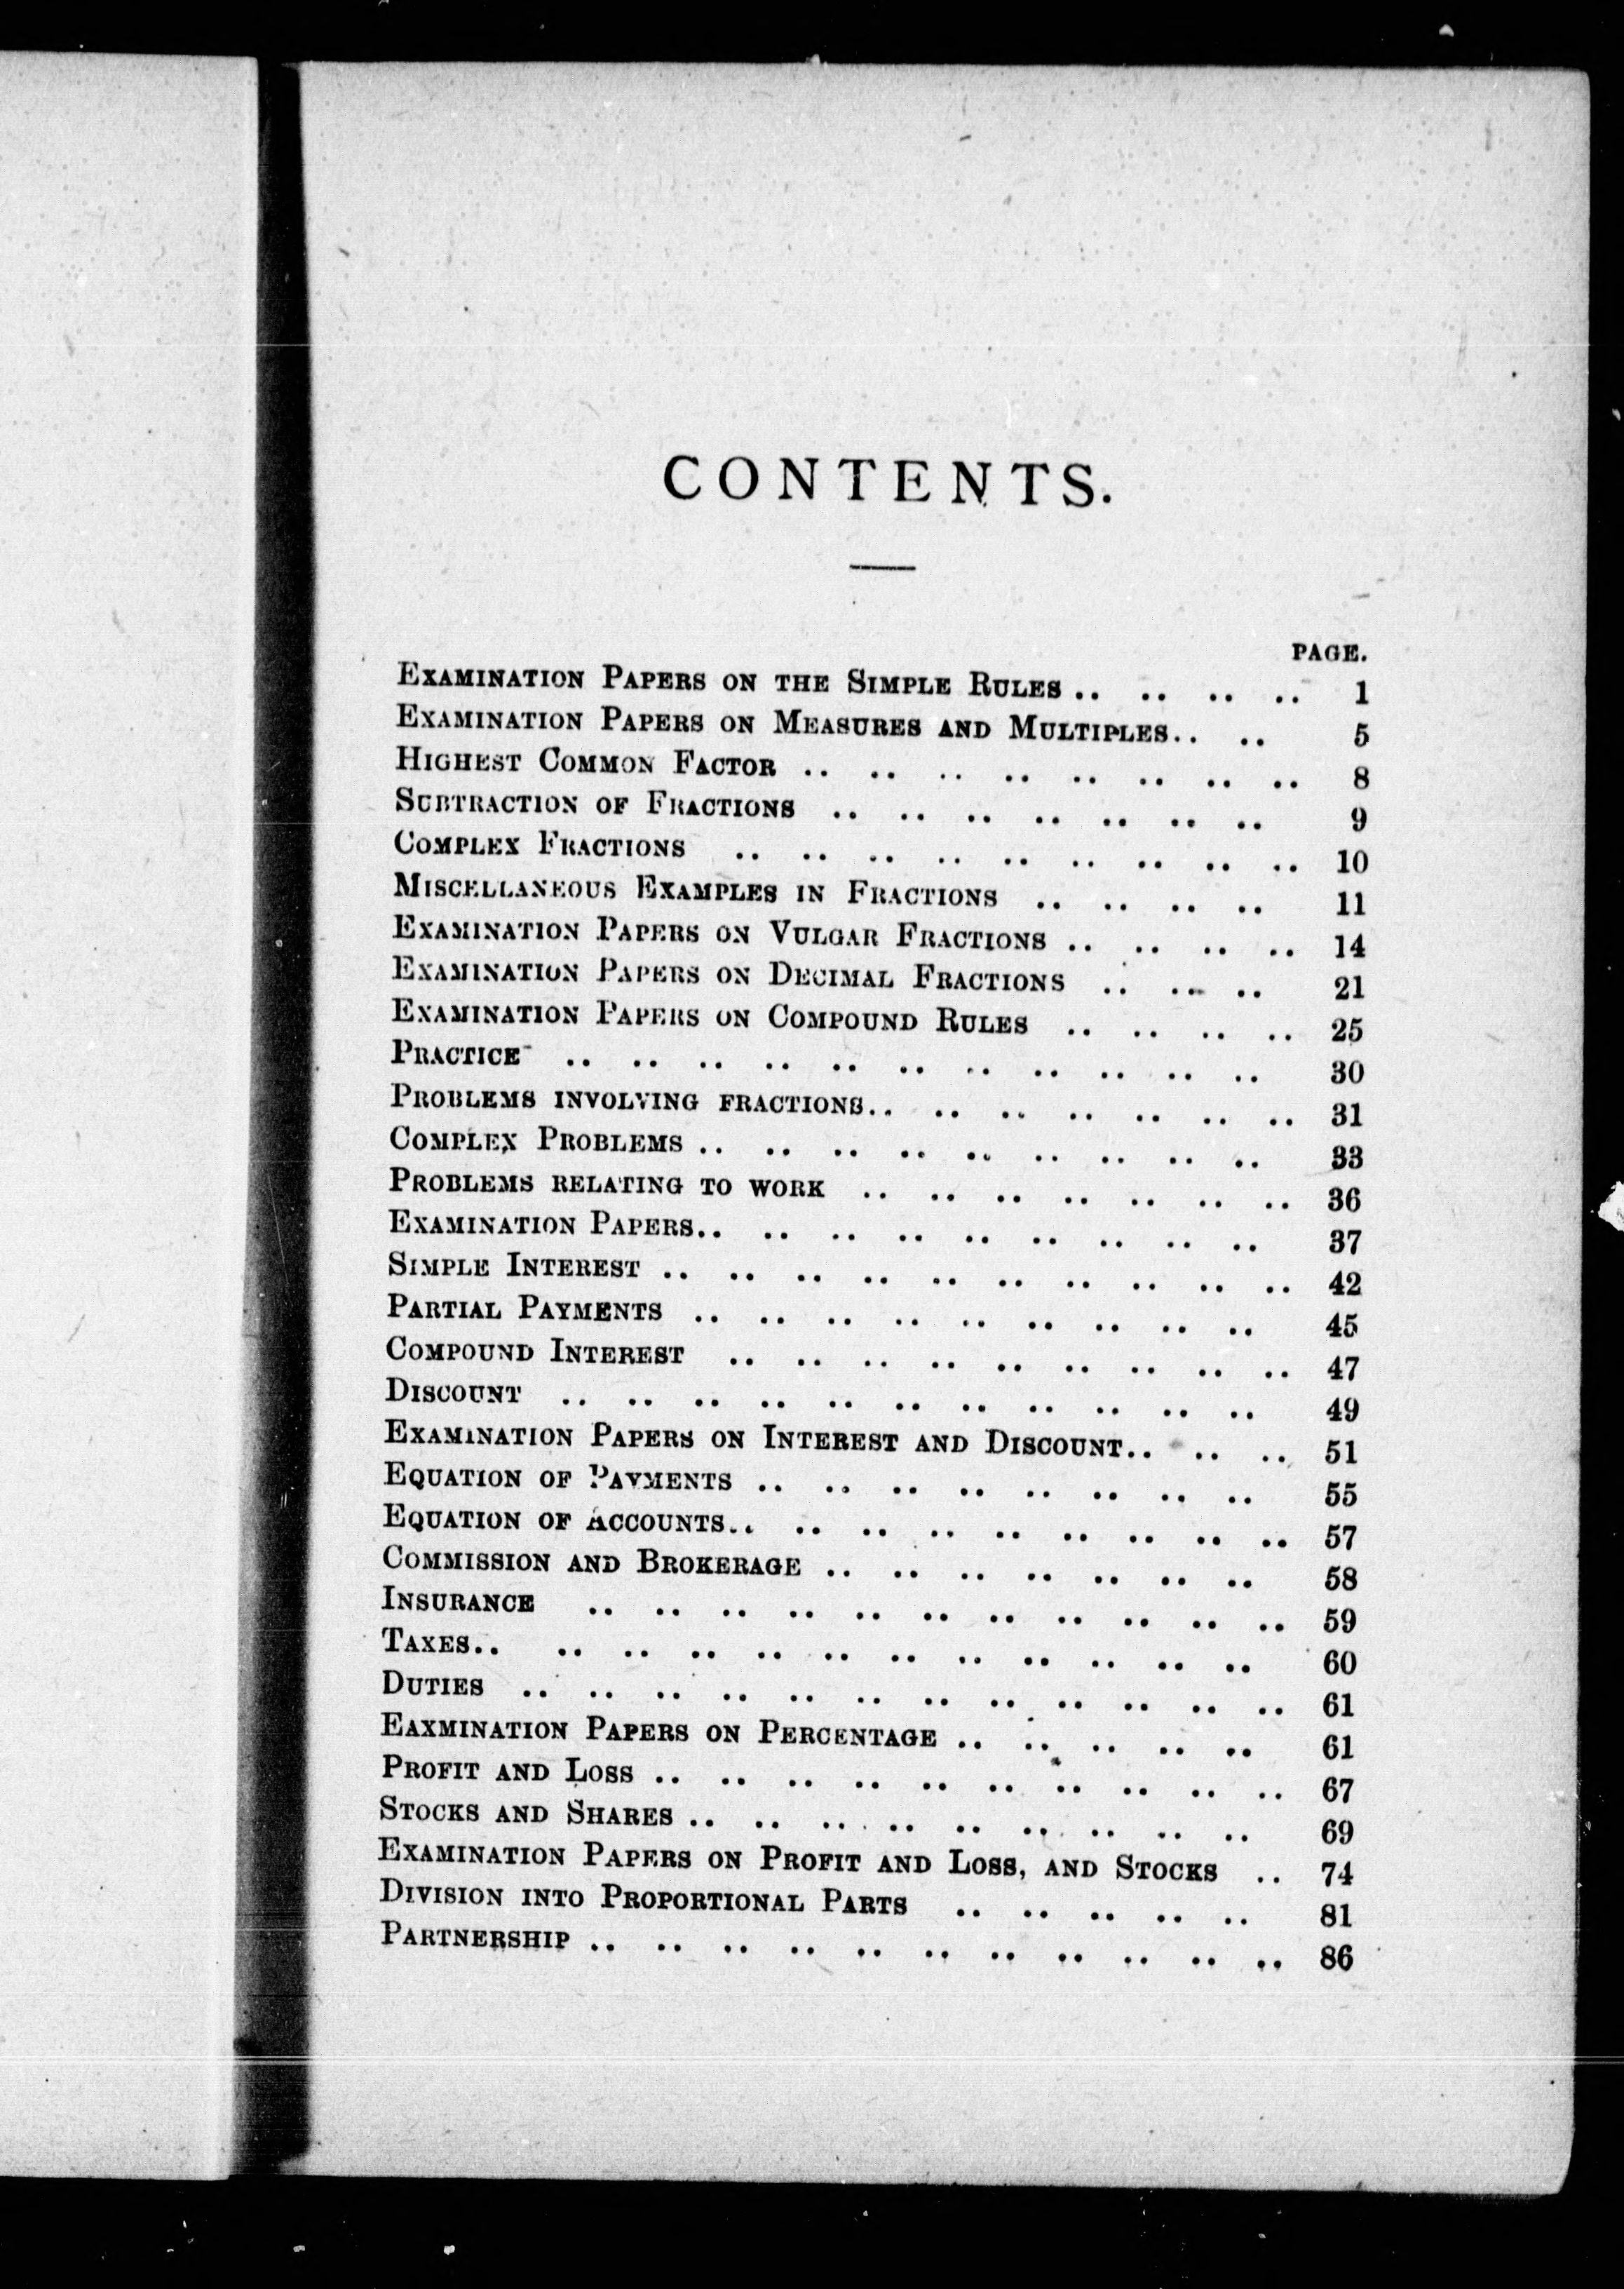 CONTENTS.
PAGE.
EXAMINATION PAPERS ON THE SIMPLE RULES .. .. .. .. 1
EXAMINATION PAPERS ON MEASURES AND MULTIPLES.. .. 5
HIGHEST COMMON FACTOR .. .. .. .. .. .. .. .. 8
SUBTRACTION OF FRACTIONS .. .. .. .. .. .. .. 9
COMPLEX FRACTIONS .. .. .. .. .. .. .. .. .. 10
MISCELLANEOUS EXAMPLES IN FRACTIONS .. .. .. .. 11
EXAMINATION PAPERS ON VULGAR FRACTIONS .. .. .. .. 14
EXAMINATION PAPERS ON DECIMAL FRACTIONS .. .. .. 21
EXAMINATION PAPERS ON COMPOUND RULES .. .. .. .. 25
PRACTICE .. .. .. .. .. .. .. .. .. .. .. 30
PROBLEMS INVOLVING FRACTIONS.. .. .. .. .. .. .. 31
COMPLEX PROBLEMS .. .. .. .. .. .. .. .. .. 33
PROBLEMS RELATING TO WORK .. .. .. .. .. .. .. 36
EXAMINATION PAPERS.. .. .. .. .. .. .. .. .. 37
SIMPLE INTEREST .. .. .. .. .. .. .. .. .. .. 42
PARTIAL PAYMENTS .. .. .. .. .. .. .. .. .. 45
COMPOUND INTEREST .. .. .. .. .. .. .. .. .. 47
DISCOUNT .. .. .. .. .. .. .. .. .. .. .. 49
EXAMINATION PAPERS ON INTEREST AND DISCOUNT.. .. .. 51
EQUATION OF PAYMENTS .. .. .. .. .. .. .. .. 55
EQUATION OF ACCOUNTS.. .. .. .. .. .. .. .. .. 57
COMMISSION AND BROKERAGE .. .. .. .. .. .. .. 58
INSURANCE .. .. .. .. .. .. .. .. .. .. .. 59
TAXES.. .. .. .. .. .. .. .. .. .. .. .. 60
DUTIES .. .. .. .. .. .. .. .. .. .. .. .. 61
EAXMINATION PAPERS ON PERCENTAGE .. .. .. .. .. 61
PROFIT AND LOSS .. .. .. .. .. .. .. .. .. .. 67
STOCKS AND SHARES .. .. .. .. .. .. .. .. .. 69
EXAMINATION PAPERS ON PROFIT AND LOSS, AND STOCKS .. 74
DIVISION INTO PROPORTIONAL PARTS .. .. .. .. .. 81
PARTNERSHIP .. .. .. .. .. .. .. .. .. .. .. 86